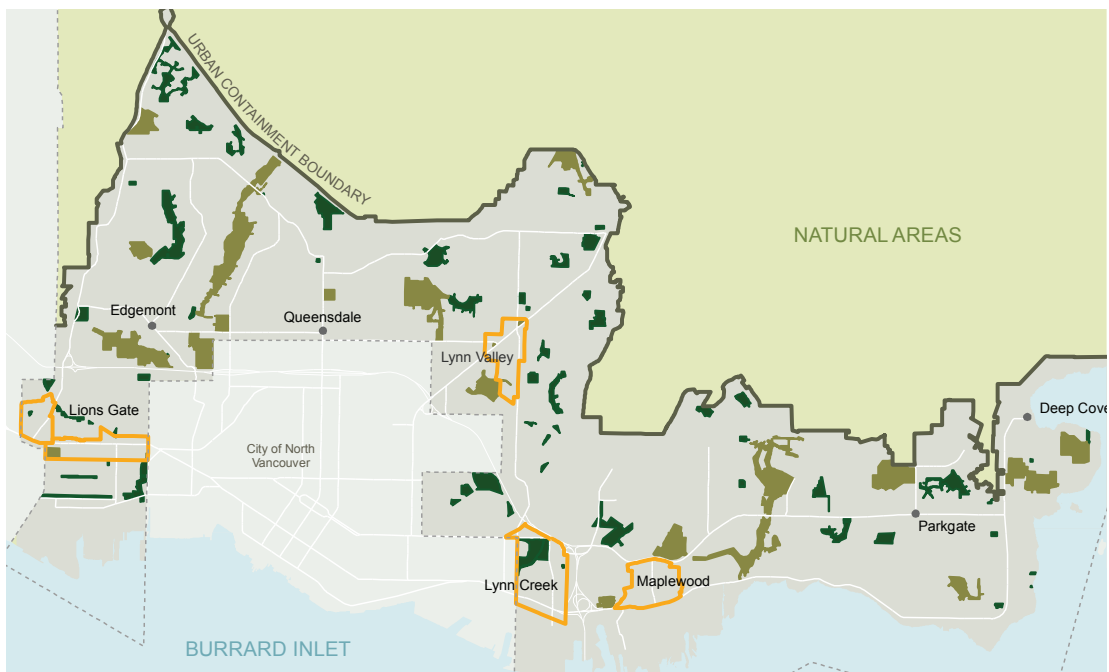 URBAN CONTAINMENT BOUNDARY
NATURAL AREAS
Edgemont
Queensdale
Lynn Valley
Lions Gate
Deep Cove
City of North
Vancouver
Parkgate
Lynn Creek
Maplewood
BURRARD INLET